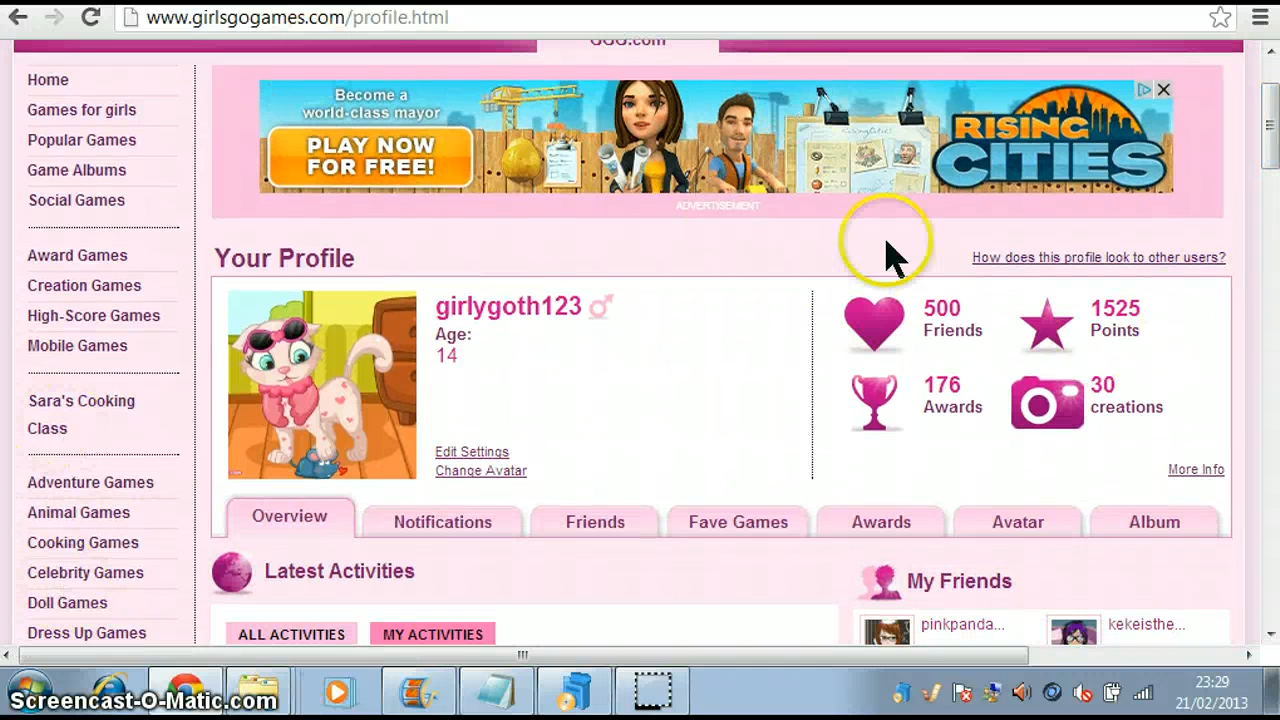 www.girlsgogames.com/profile.html
GGG.com
Home
Games for girls
Popular Games
Game Albums
Social Games
Award Games
Creation Games
High-Score Games
Mobile Games
Sara's Cooking
Class
Adventure Games
Animal Games
Cooking Games
Celebrity Games
Doll Games
Dress Up Games
Become a
world-class mayor
PLAY NOW
FOR FREE!
RISING
CITIES
ADVERTISEMENT
Your Profile
How does this profile look to other users?
girlygoth123
Age:
14
Edit Settings
Change Avatar
500
Friends
1525
Points
176
Awards
30
creations
More Info
Overview
Notifications
Friends
Fave Games
Awards
Avatar
Album
Latest Activities
ALL ACTIVITIES
MY ACTIVITIES
My Friends
pinkpanda...
kekeisthe...
Screencast-O-Matic.com
23:29
21/02/2013